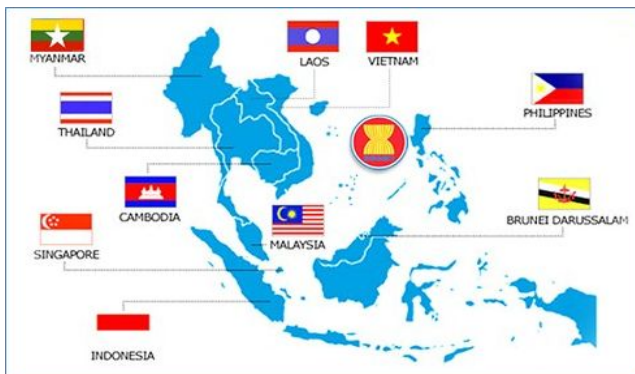 MYANMAR
LAOS
VIETNAM
PHILIPPINES
THAILAND
CAMBODIA
MALAYSIA
BRUNEI DARUSSALAM
SINGAPORE
INDONESIA